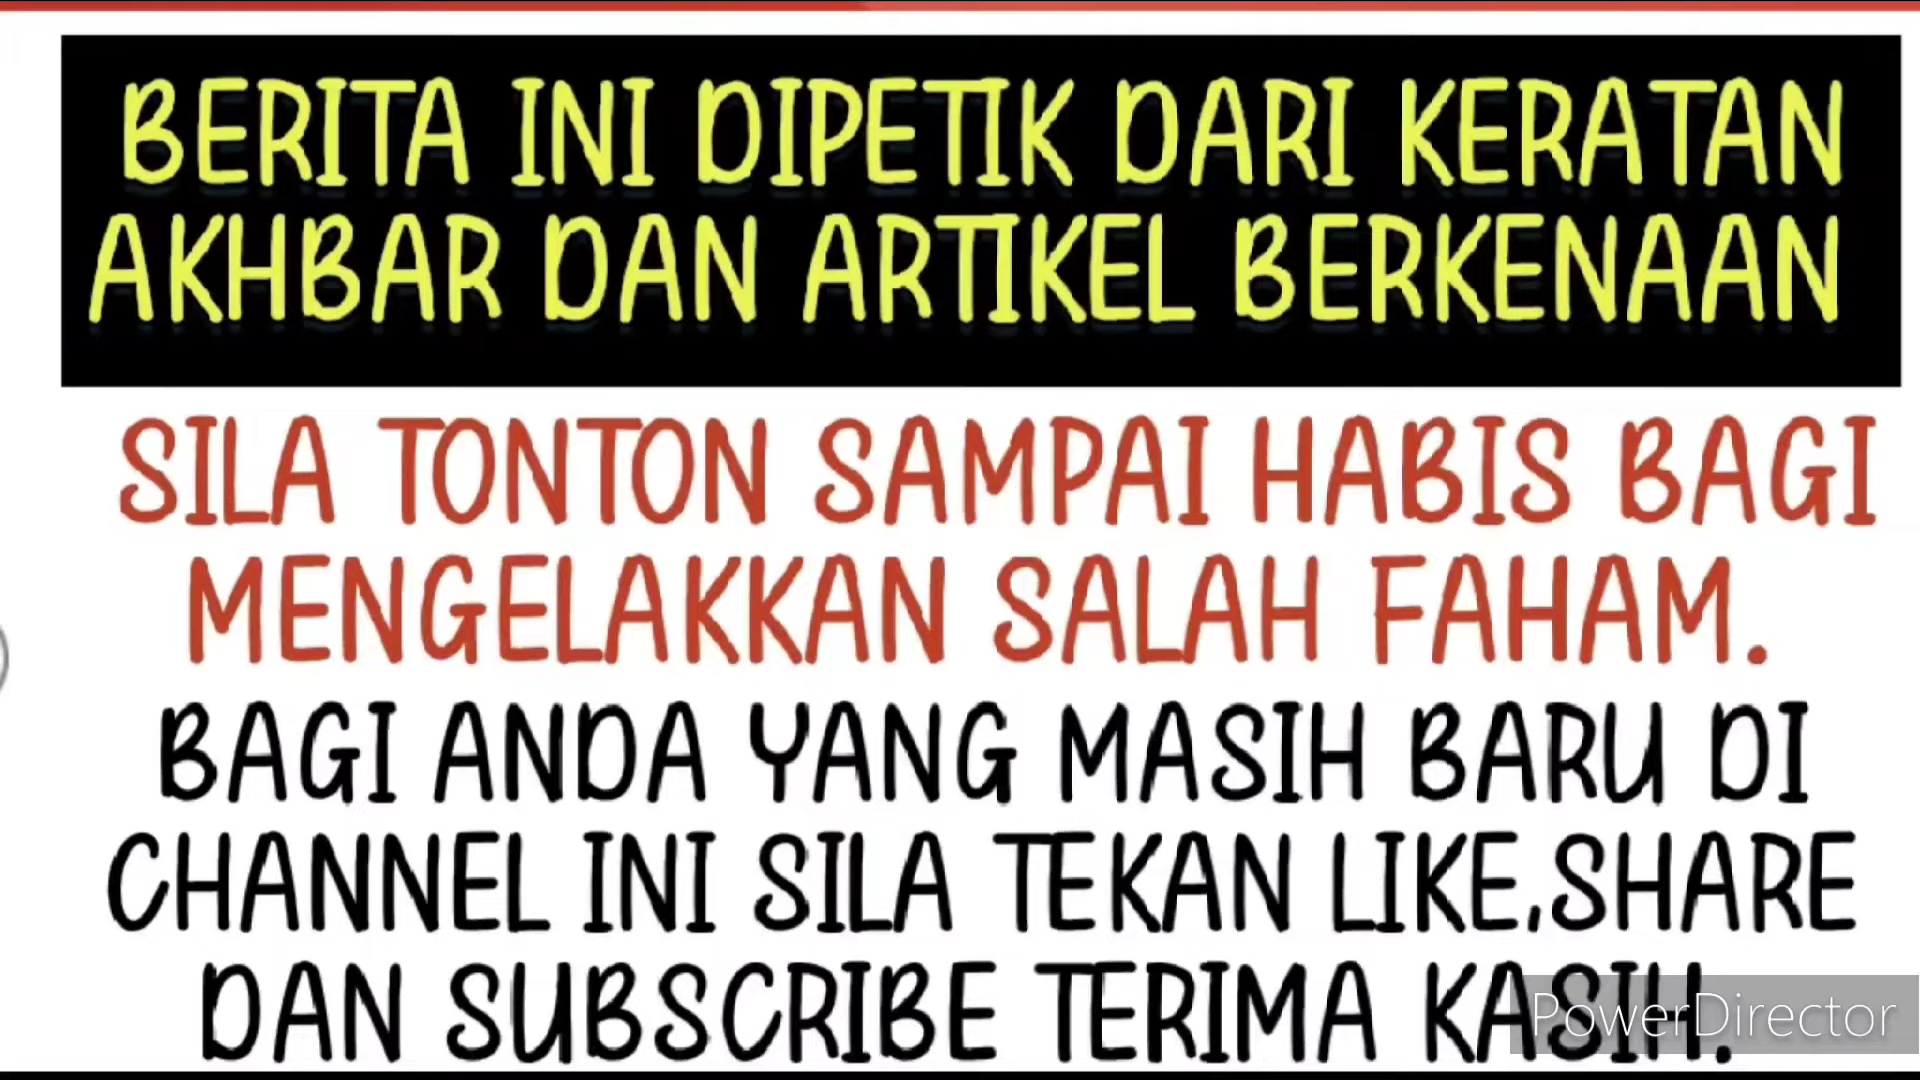 BERITA INI DIPETIK DARI KERATAN
AKHBAR DAN ARTIKEL BERKENAAN
SILA TONTON SAMPAI HABIS BAGI
MENGELAKKAN SALAH FAHAM.
BAGI ANDA YANG MASIH BARU DI
CHANNEL INI SILA TEKAN LIKE,SHARE
DAN SUBSCRIBE TERIMA KASIH.
PowerDirector